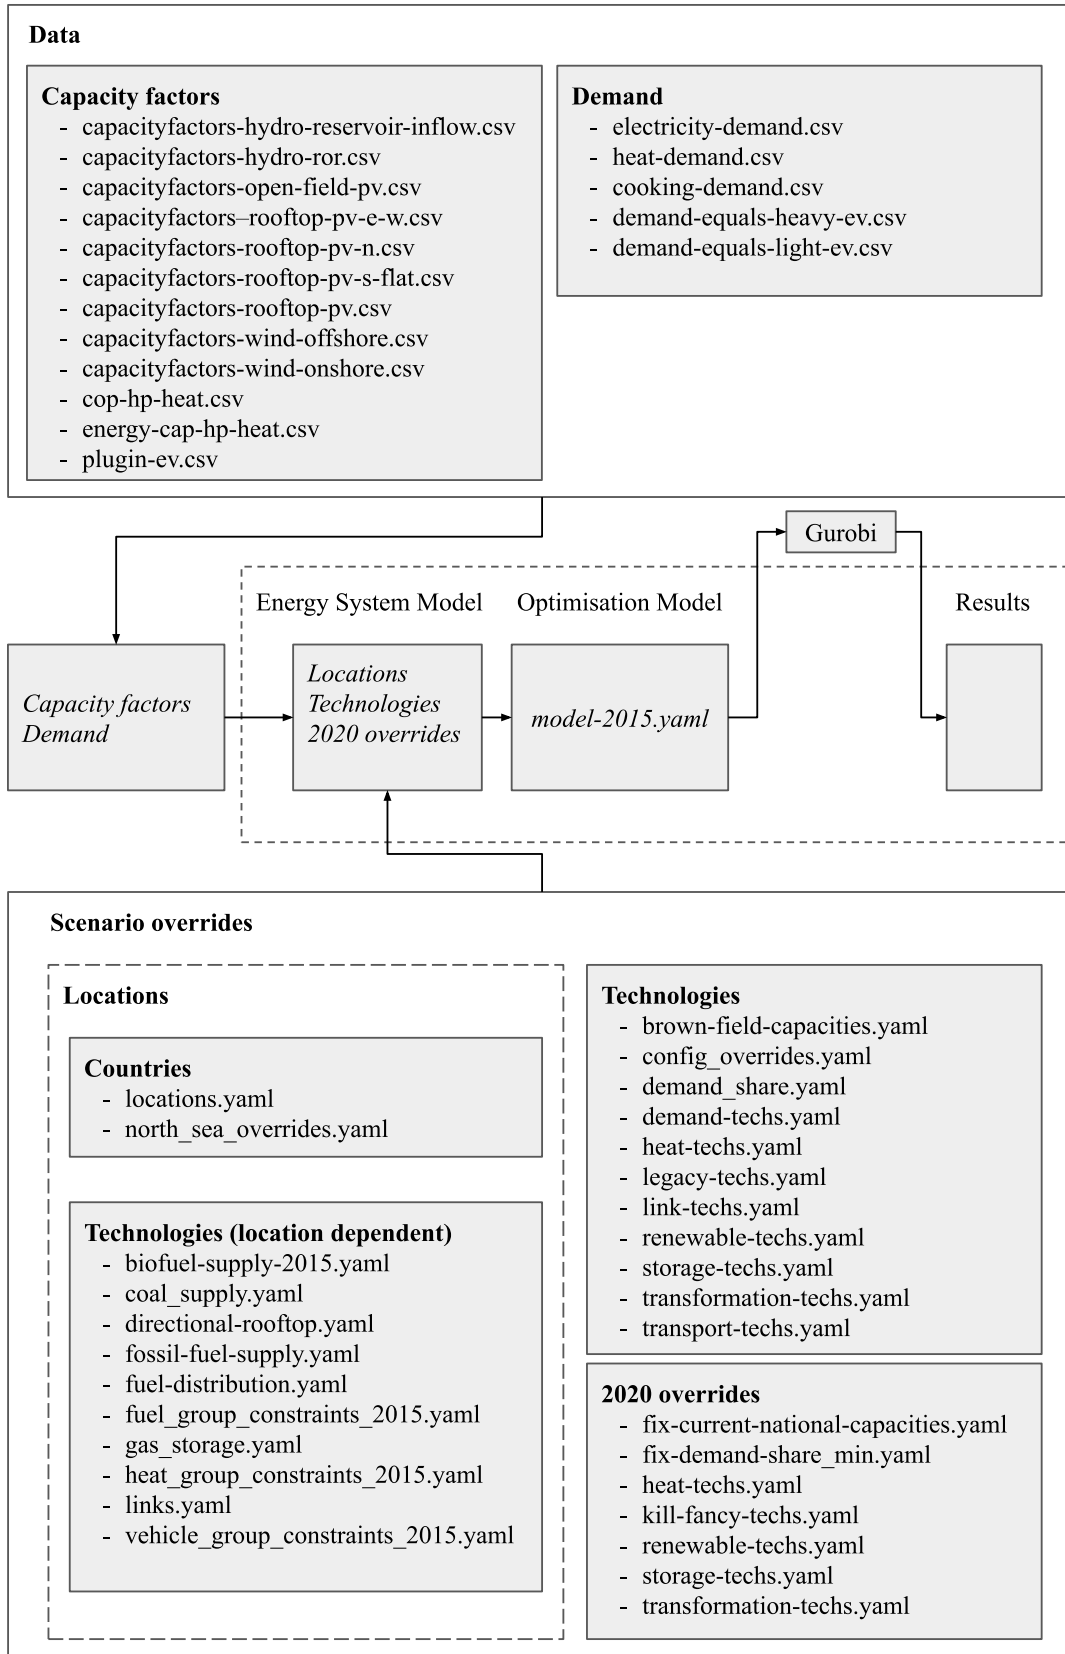 Data
Capacity factors
- capacityfactors-hydro-reservoir-inflow.csv
- capacityfactors-hydro-ror.csv
- capacityfactors-open-field-pv.csv
- capacityfactors–rooftop-pv-e-w.csv
- capacityfactors-rooftop-pv-n.csv
- capacityfactors-rooftop-pv-s-flat.csv
- capacityfactors-rooftop-pv.csv
- capacityfactors-wind-offshore.csv
- capacityfactors-wind-onshore.csv
- cop-hp-heat.csv
- energy-cap-hp-heat.csv
- plugin-ev.csv
Demand
- electricity-demand.csv
- heat-demand.csv
- cooking-demand.csv
- demand-equals-heavy-ev.csv
- demand-equals-light-ev.csv
Gurobi
Energy System Model
Optimisation Model
Results
Capacity factors
Demand
Locations
Technologies
2020 overrides
model-2015.yaml
Scenario overrides
Locations
Countries
- locations.yaml
- north_sea_overrides.yaml
Technologies (location dependent)
- biofuel-supply-2015.yaml
- coal_supply.yaml
- directional-rooftop.yaml
- fossil-fuel-supply.yaml
- fuel-distribution.yaml
- fuel_group_constraints_2015.yaml
- gas_storage.yaml
- heat_group_constraints_2015.yaml
- links.yaml
- vehicle_group_constraints_2015.yaml
Technologies
- brown-field-capacities.yaml
- config_overrides.yaml
- demand_share.yaml
- demand-techs.yaml
- heat-techs.yaml
- legacy-techs.yaml
- link-techs.yaml
- renewable-techs.yaml
- storage-techs.yaml
- transformation-techs.yaml
- transport-techs.yaml
2020 overrides
- fix-current-national-capacities.yaml
- fix-demand-share_min.yaml
- heat-techs.yaml
- kill-fancy-techs.yaml
- renewable-techs.yaml
- storage-techs.yaml
- transformation-techs.yaml